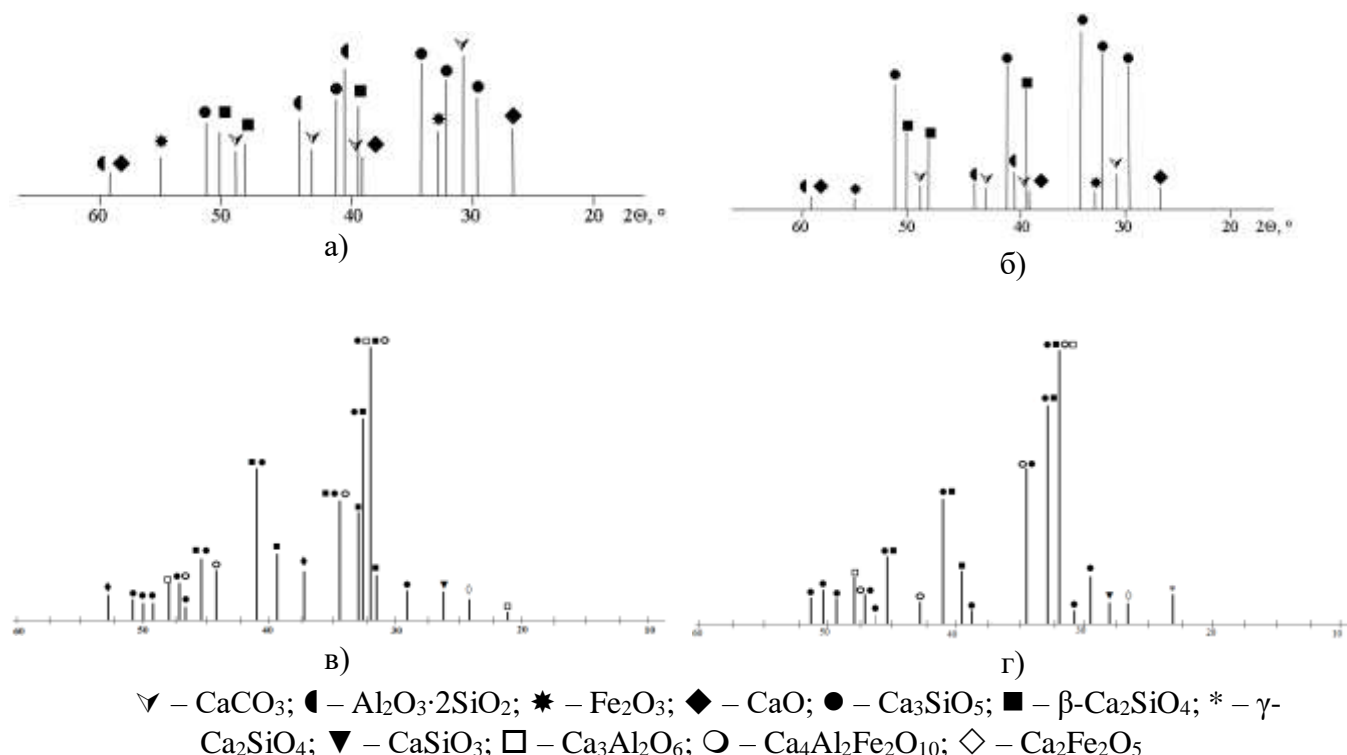 60 50 40 30 20 2Θ, °
а)
60 50 40 30 20 2Θ, °
б)
60 50 40 30 20 10
в)
60 50 40 30 20 10
г)
⮛ – CaCO₃; ◖ – Al₂O₃·2SiO₂; ✸ – Fe₂O₃; ◆ – CaO; ● – Ca₃SiO₅; ■ – β-Ca₂SiO₄; * – γ-
Ca₂SiO₄; ▼ – CaSiO₃; □ – Ca₃Al₂O₆; ❍ – Ca₄Al₂Fe₂O₁₀; ◇ – Ca₂Fe₂O₅